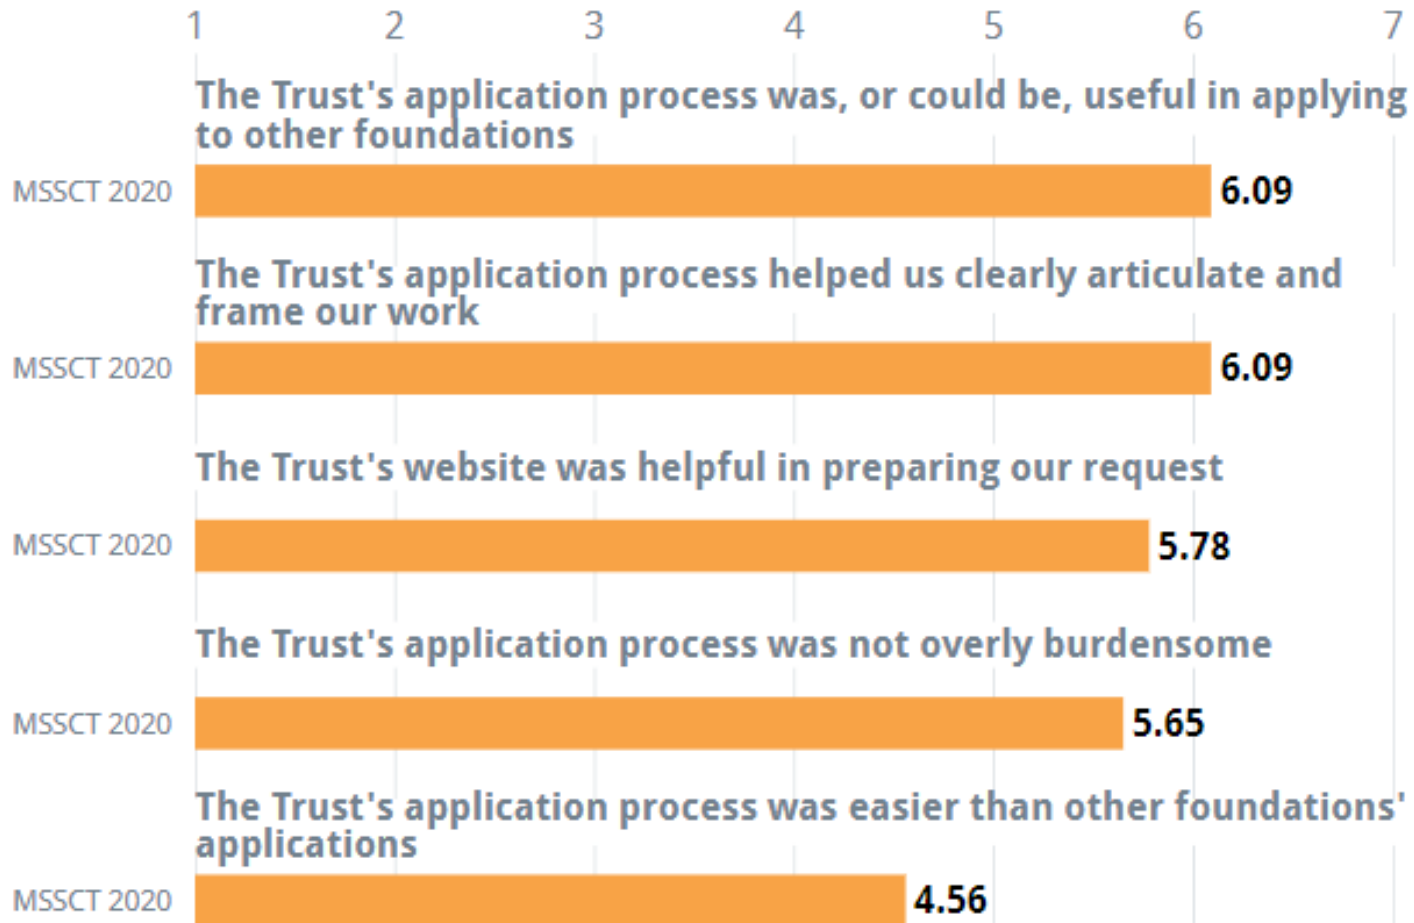 1 2 3 4 5 6 7
The Trust's application process was, or could be, useful in applying
to other foundations
MSSCT 2020 6.09
The Trust's application process helped us clearly articulate and
frame our work
MSSCT 2020 6.09
The Trust's website was helpful in preparing our request
MSSCT 2020 5.78
The Trust's application process was not overly burdensome
MSSCT 2020 5.65
The Trust's application process was easier than other foundations'
applications
MSSCT 2020 4.56